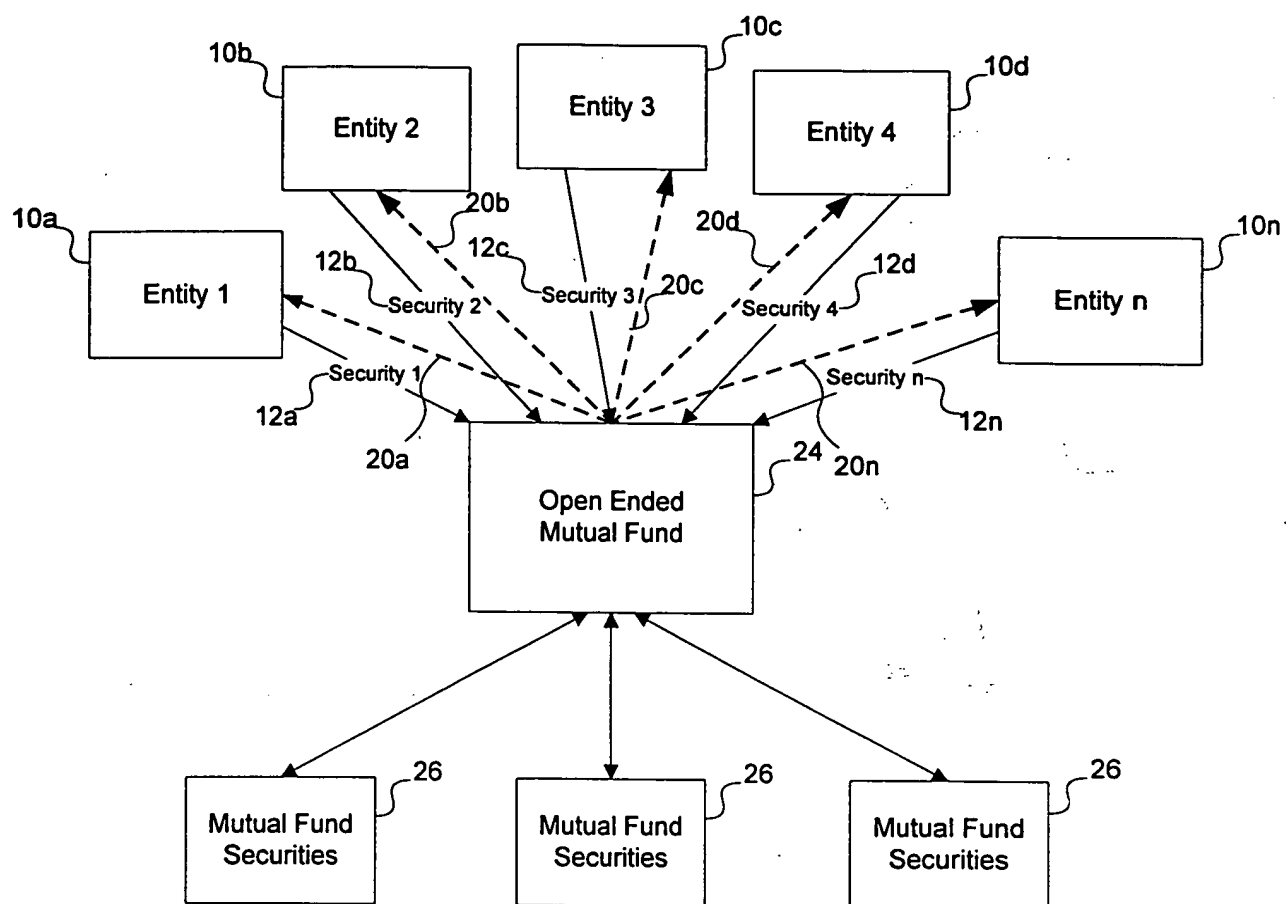 10c
10b
10d
Entity 3
Entity 2
Entity 4
10a
20b
10n
12c
20d
12b
12d
Entity 1
Security 3
20c
Entity n
Security 2
Security 4
Security 1
Security n
12a
12n
20a
24
20n
Open Ended
Mutual Fund
26
26
26
Mutual Fund
Securities
Mutual Fund
Securities
Mutual Fund
Securities